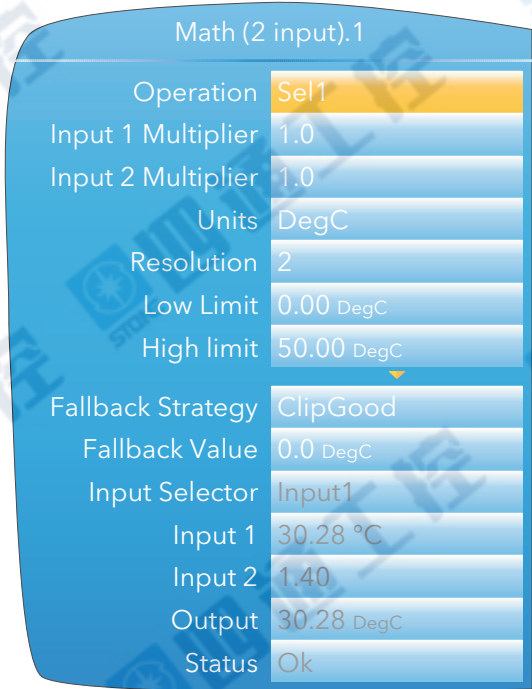 Math (2 input).1
Operation Sel1
Input 1 Multiplier 1.0
Input 2 Multiplier 1.0
Units DegC
Resolution 2
Low Limit 0.00 DegC
High limit 50.00 DegC
Fallback Strategy ClipGood
Fallback Value 0.0 DegC
Input Selector Input1
Input 1 30.28 °C
Input 2 1.40
Output 30.28 DegC
Status Ok